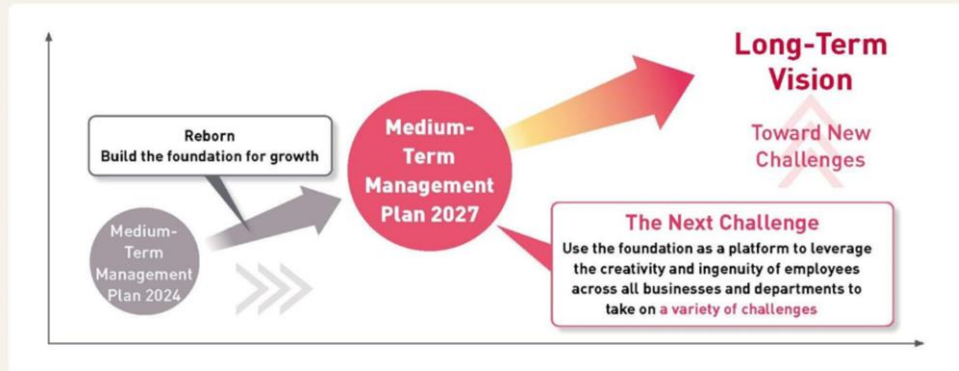 Reborn
Build the foundation for growth
Medium-
Term
Management
Plan 2024
Medium-
Term
Management
Plan 2027
Long-Term
Vision
Toward New
Challenges
The Next Challenge
Use the foundation as a platform to leverage
the creativity and ingenuity of employees
across all businesses and departments to
take on a variety of challenges